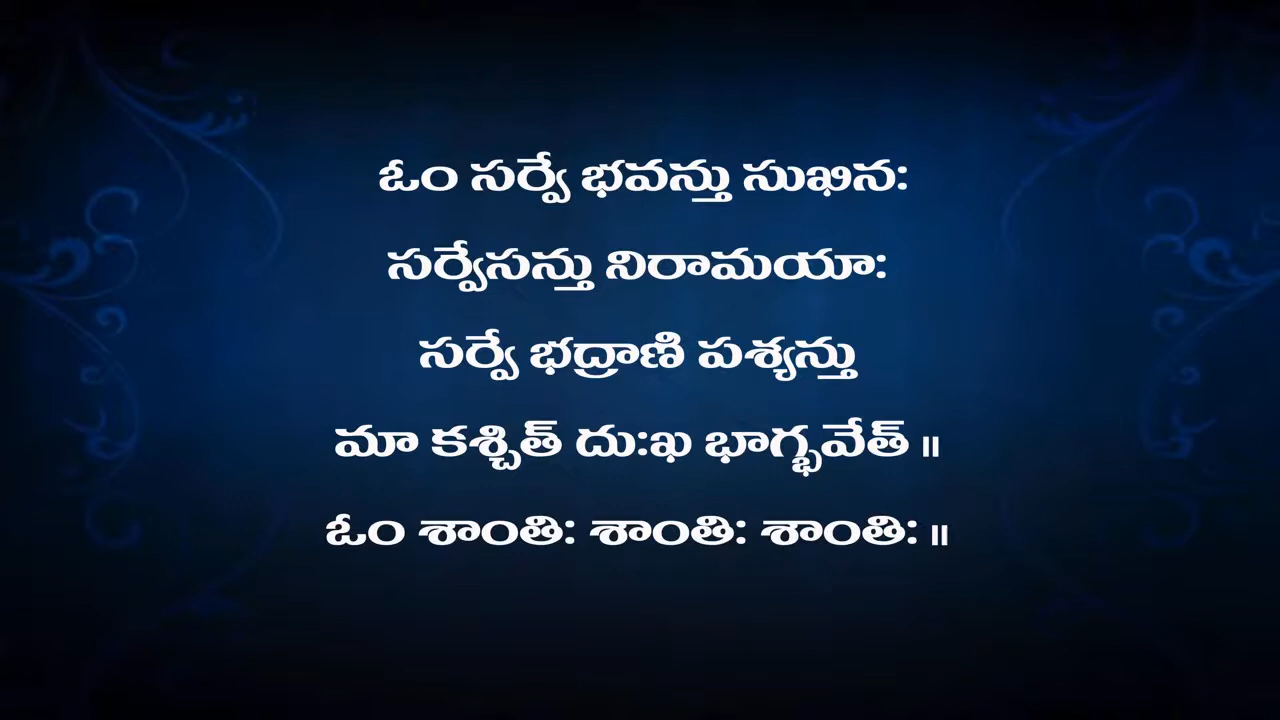 ఓం సర్వే భవన్తు సుఖినః
సర్వేసన్తు నిరామయాః
సర్వే భద్రాణి పశ్యన్తు
మా కశ్చిత్ దుఃఖ భాగ్భవేత్ ॥
ఓం శాంతిః శాంతిః శాంతిః ॥